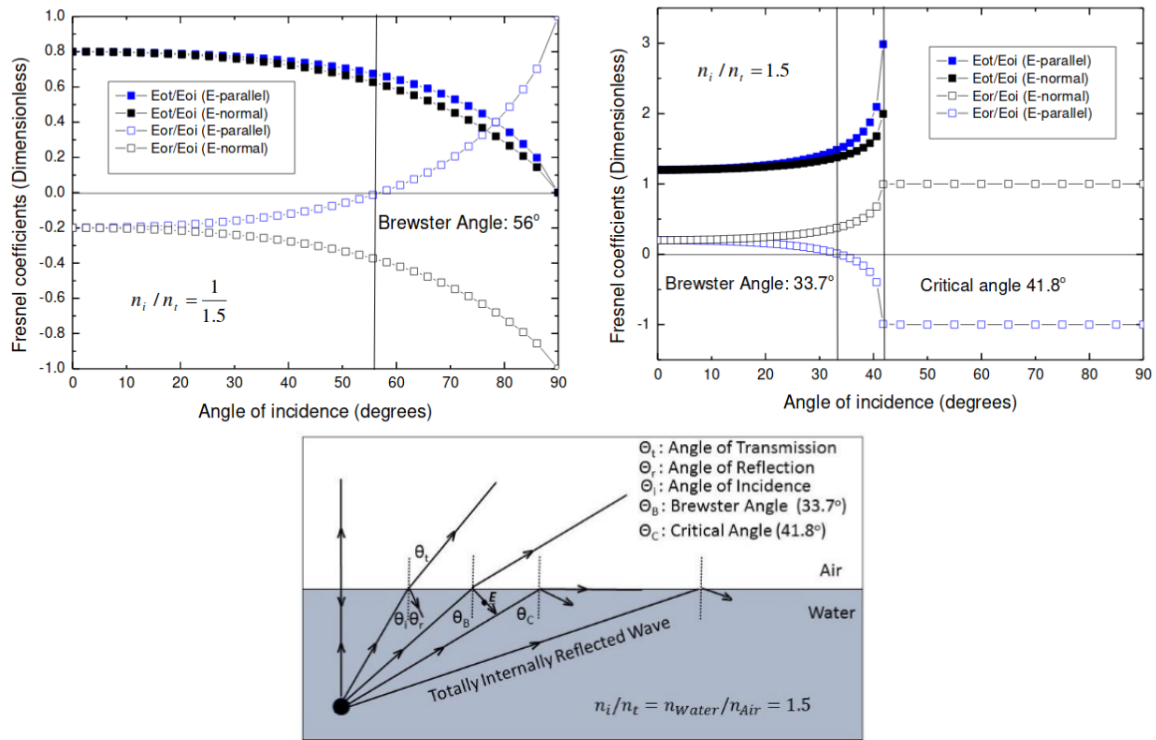 1.0
0.8
0.6
0.4
0.2
0.0
-0.2
-0.4
-0.6
-0.8
-1.0
Fresnel coefficients (Dimensionless)
Eot/Eoi (E-parallel)
Eot/Eoi (E-normal)
Eor/Eoi (E-parallel)
Eor/Eoi (E-normal)
Brewster Angle: 56°
n_i / n_t = 1/1.5
0 10 20 30 40 50 60 70 80 90
Angle of incidence (degrees)
3
2
1
0
-1
Fresnel coefficients (Dimensionless)
n_i / n_t = 1.5
Eot/Eoi (E-parallel)
Eot/Eoi (E-normal)
Eor/Eoi (E-normal)
Eor/Eoi (E-parallel)
Brewster Angle: 33.7°
Critical angle 41.8°
0 10 20 30 40 50 60 70 80 90
Angle of incidence (degrees)
Θt : Angle of Transmission
Θr : Angle of Reflection
Θi : Angle of Incidence
ΘB : Brewster Angle (33.7°)
ΘC : Critical Angle (41.8°)
θt
Air
Water
θi θr
θB
E
θC
Totally Internally Reflected Wave
n_i/n_t = n_Water/n_Air = 1.5